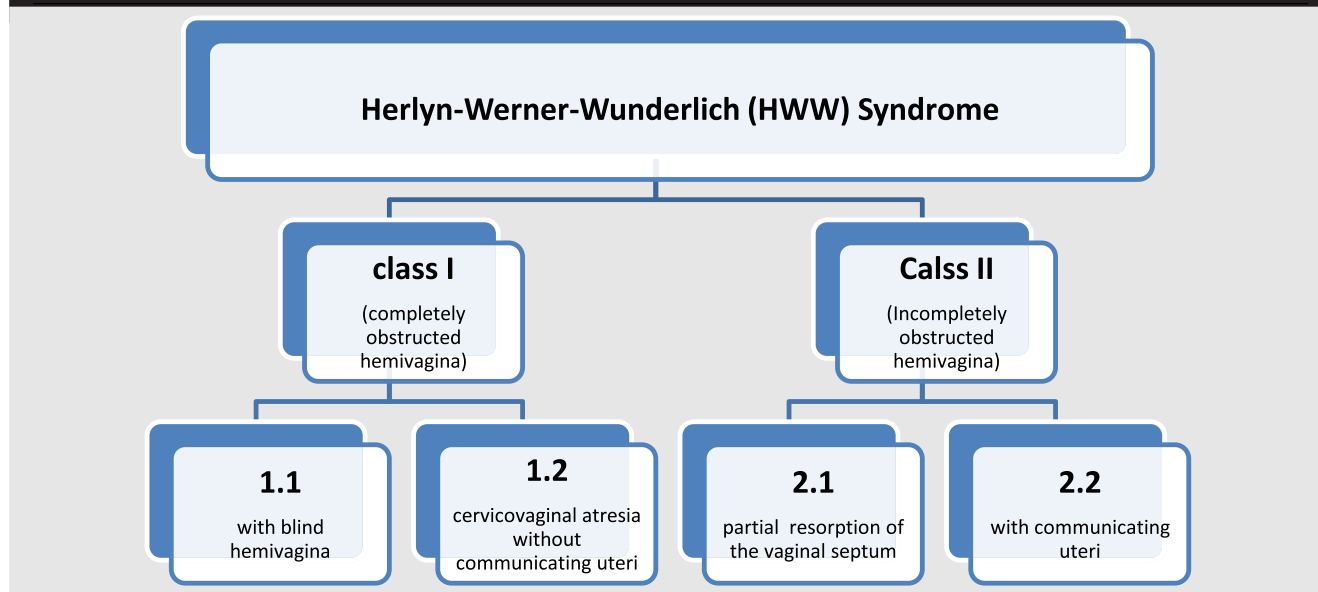 Herlyn-Werner-Wunderlich (HWW) Syndrome
class I
(completely
obstructed
hemivagina)
Calss II
(Incompletely
obstructed
hemivagina)
1.1
with blind
hemivagina
1.2
cervicovaginal atresia
without
communicating uteri
2.1
partial  resorption of
the vaginal septum
2.2
with communicating
uteri